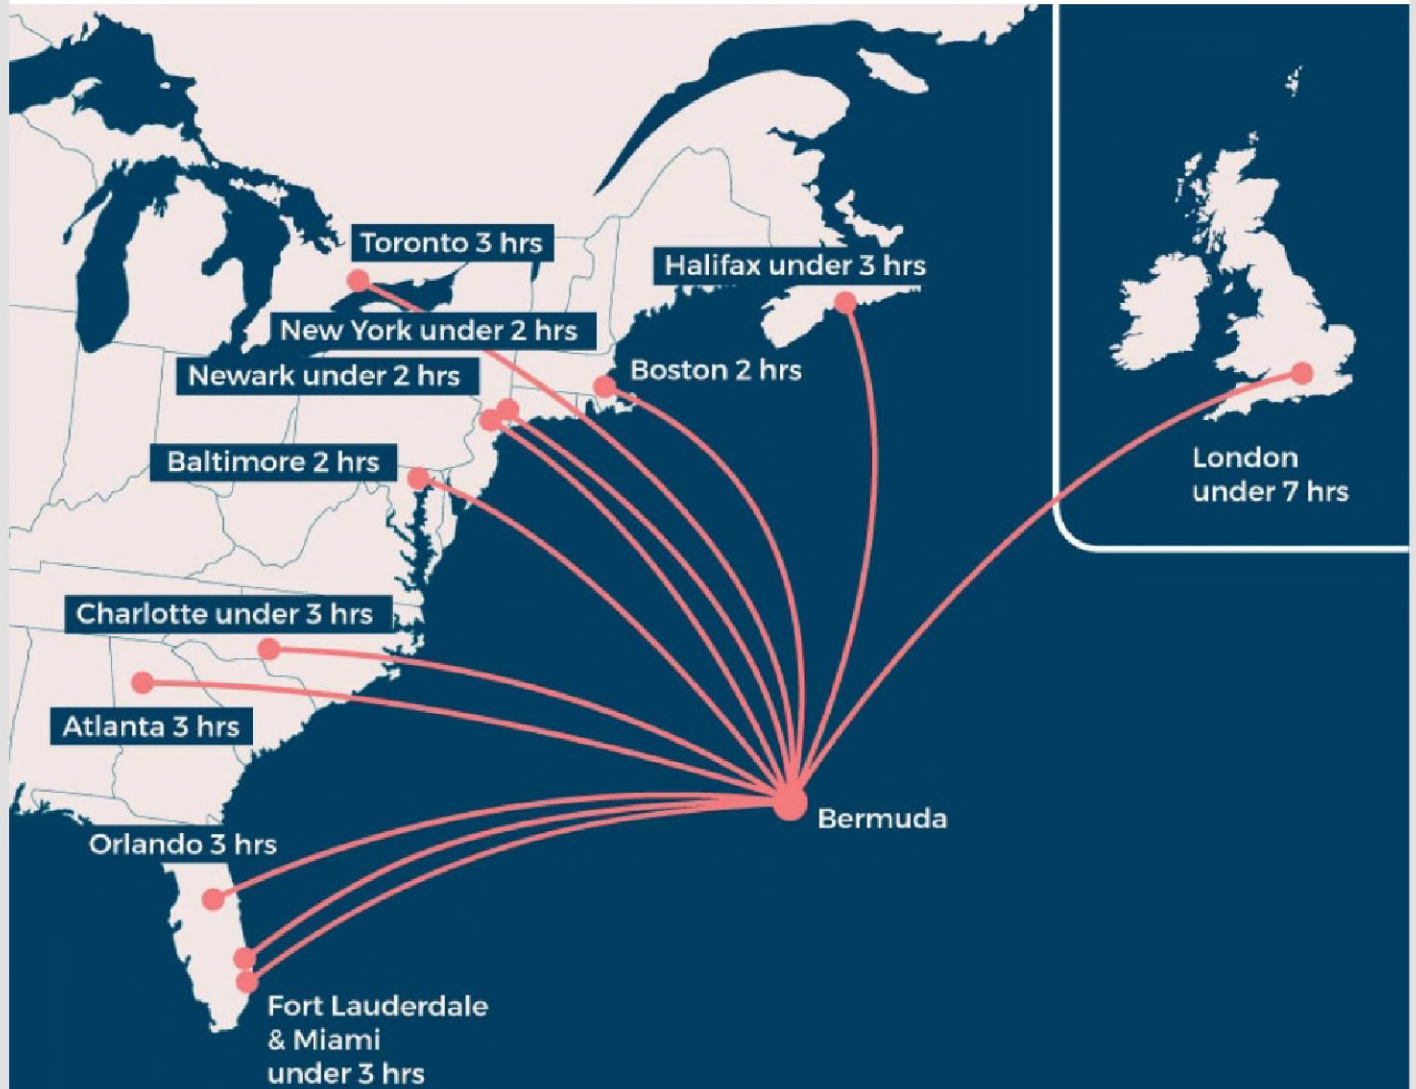 Toronto 3 hrs
Halifax under 3 hrs
New York under 2 hrs
Newark under 2 hrs
Boston 2 hrs
Baltimore 2 hrs
London
under 7 hrs
Charlotte under 3 hrs
Atlanta 3 hrs
Bermuda
Orlando 3 hrs
Fort Lauderdale
& Miami
under 3 hrs